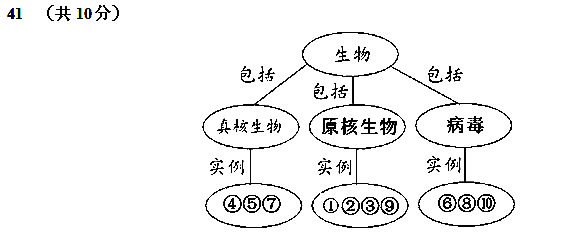 41 (共10分)
生物
包括 包括 包括
真核生物 原核生物 病毒
实例 实例 实例
④⑤⑦ ①②③⑨ ⑥⑧⑩